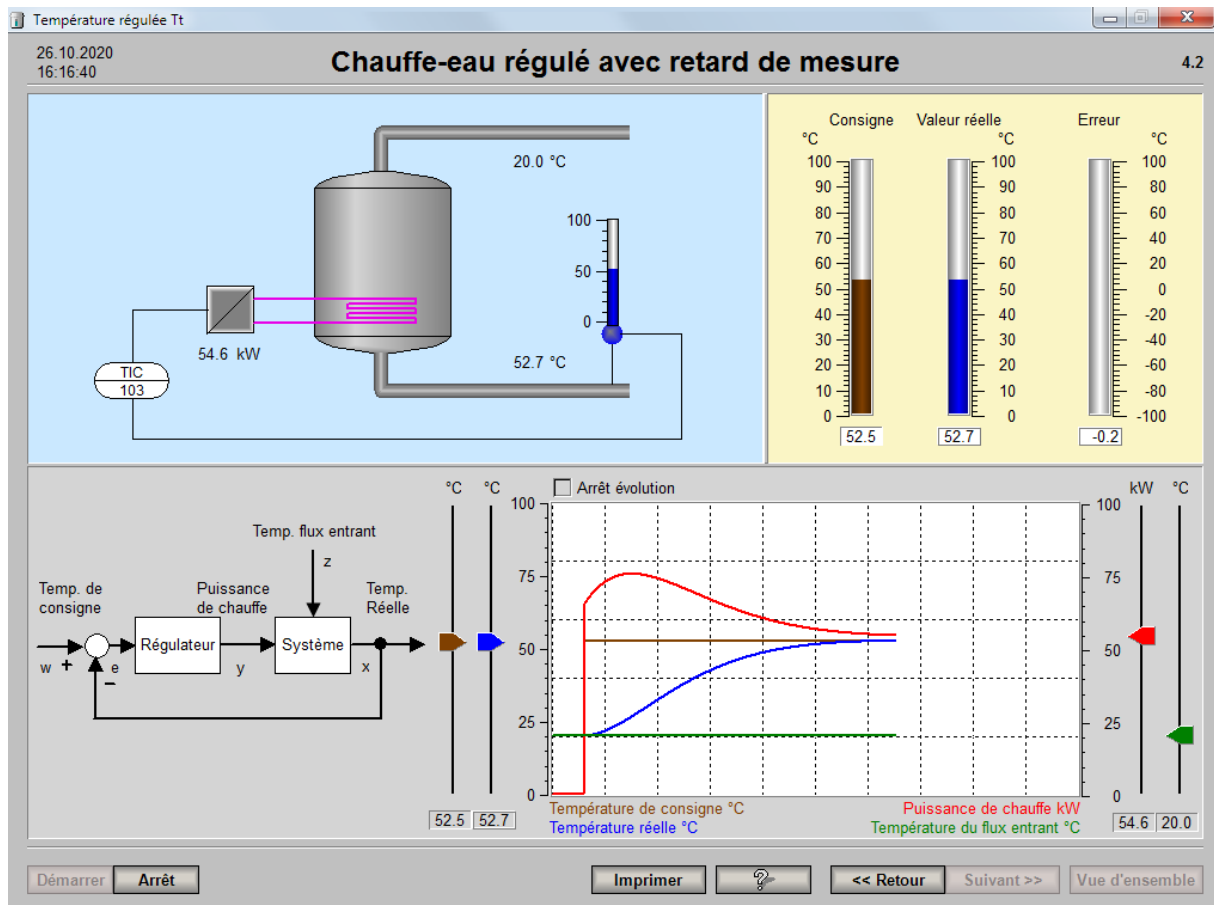 Température régulée Tt
26.10.2020
16:16:40
Chauffe-eau régulé avec retard de mesure
4.2
20.0 °C
100
50
0
54.6 kW
52.7 °C
TIC
103
Consigne Valeur réelle Erreur
°C °C °C
100 100 100
90 90 80
80 80 60
70 70 40
60 60 20
50 50 0
40 40 -20
30 30 -40
20 20 -60
10 10 -80
0 0 -100
52.5 52.7 -0.2
Temp. flux entrant
z
Temp. de
consigne
Puissance
de chauffe
Temp.
Réelle
Régulateur
Système
w + e y x
−
°C °C
52.5 52.7
Arrêt évolution
100
75
50
25
0
kW °C
100
75
50
25
0
Température de consigne °C
Puissance de chauffe kW
Température réelle °C
Température du flux entrant °C
54.6 20.0
Démarrer Arrêt Imprimer ? << Retour Suivant >> Vue d'ensemble